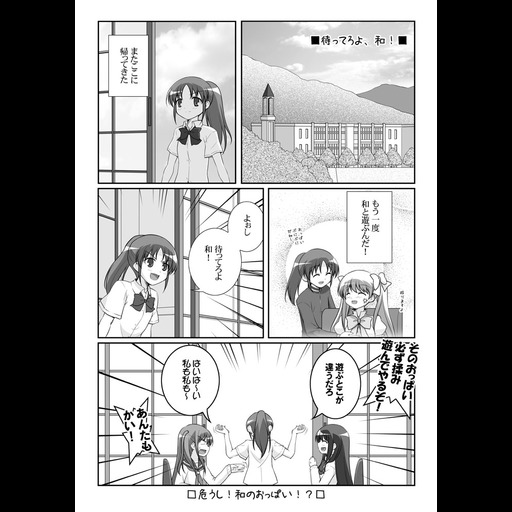 ■待ってろよ、和！■
またここに
帰ってきた
もう一度
和と遊ぶんだ！
よぉし
待ってろよ
和！
そのおっぱい
必ず揉み
遊んでやるぞ！
遊ぶとこが
違うだろ
はいはーい
私も私も～
あんたも
かい！
□危うし！和のおっぱい！？□